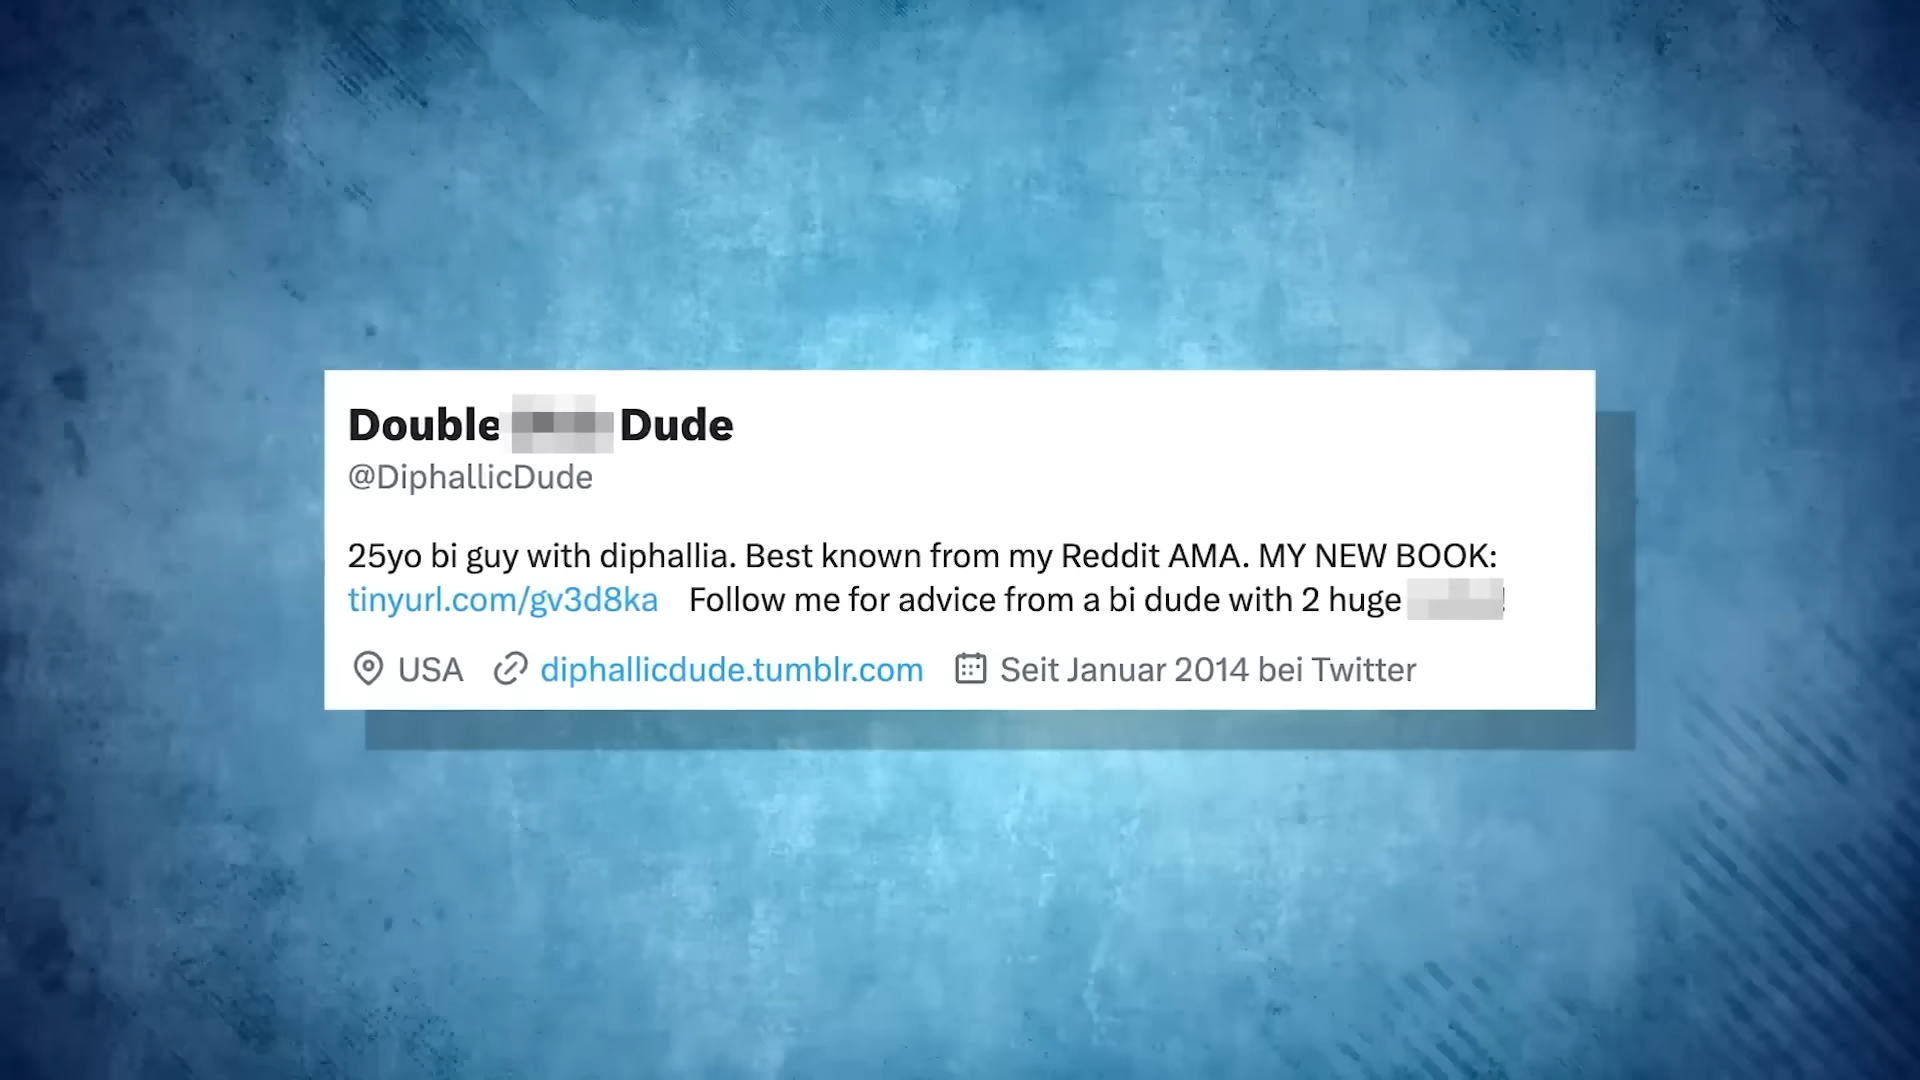 Double Dude
@DiphallicDude
25yo bi guy with diphallia. Best known from my Reddit AMA. MY NEW BOOK:
tinyurl.com/gv3d8ka Follow me for advice from a bi dude with 2 huge !
USA diphallicdude.tumblr.com Seit Januar 2014 bei Twitter